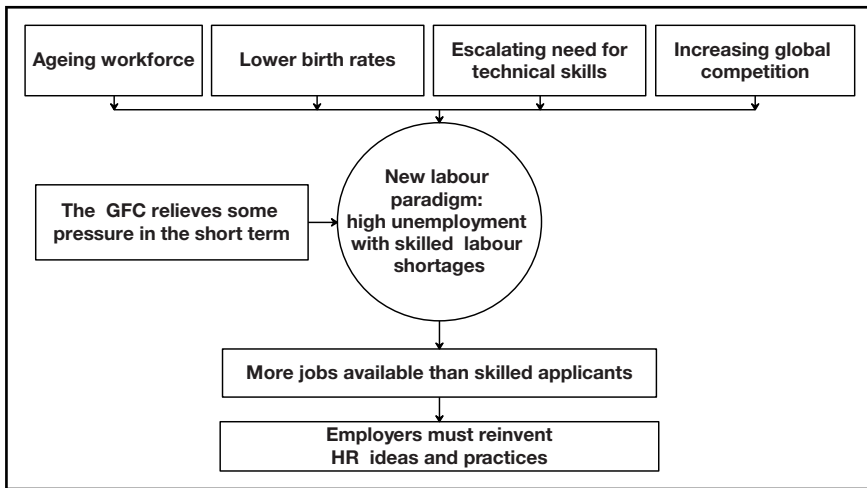 Ageing workforce
Lower birth rates
Escalating need for
technical skills
Increasing global
competition
The GFC relieves some
pressure in the short term
New labour
paradigm:
high unemployment
with skilled labour
shortages
More jobs available than skilled applicants
Employers must reinvent
HR ideas and practices